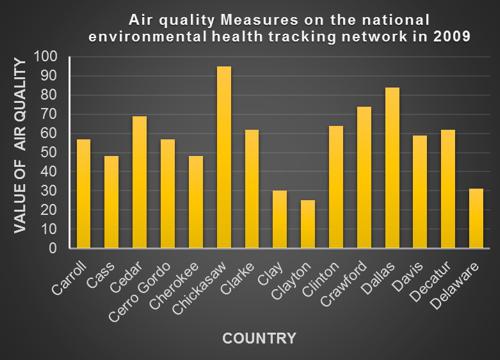 Air quality Measures on the national
environmental health tracking network in 2009
VALUE OF AIR QUALITY
100
90
80
70
60
50
40
30
20
10
0
Carroll
Cass
Cedar
Cerro Gordo
Cherokee
Chickasaw
Clarke
Clay
Clayton
Clinton
Crawford
Dallas
Davis
Decatur
Delaware
COUNTRY